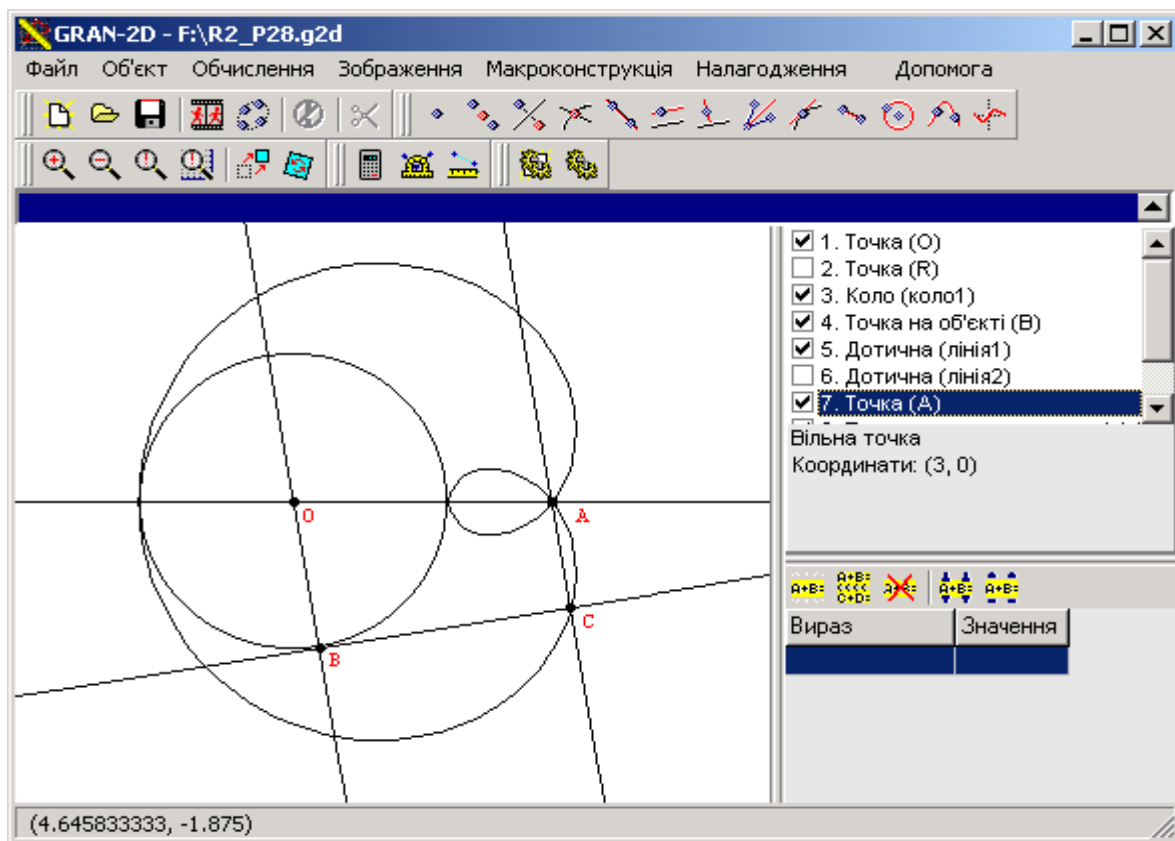 GRAN-2D - F:\R2_P28.g2d
Файл Об'єкт Обчислення Зображення Макроконструкція Налагодження Допомога
1. Точка (O)
2. Точка (R)
3. Коло (коло1)
4. Точка на об'єкті (B)
5. Дотична (лінія1)
6. Дотична (лінія2)
7. Точка (A)
Вільна точка
Координати: (3, 0)
O
A
B
C
A+B=
A+B=
C+D=
A+B=
A+B=
A+B=
Вираз Значення
(4.645833333, -1.875)